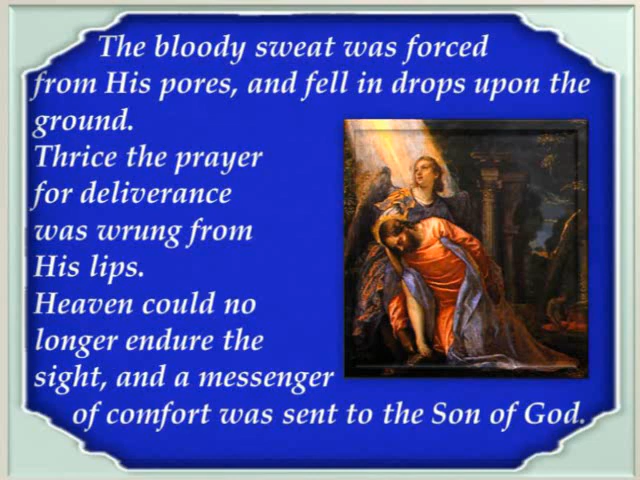 The bloody sweat was forced
from His pores, and fell in drops upon the
ground.
Thrice the prayer
for deliverance
was wrung from
His lips.
Heaven could no
longer endure the
sight, and a messenger
of comfort was sent to the Son of God.